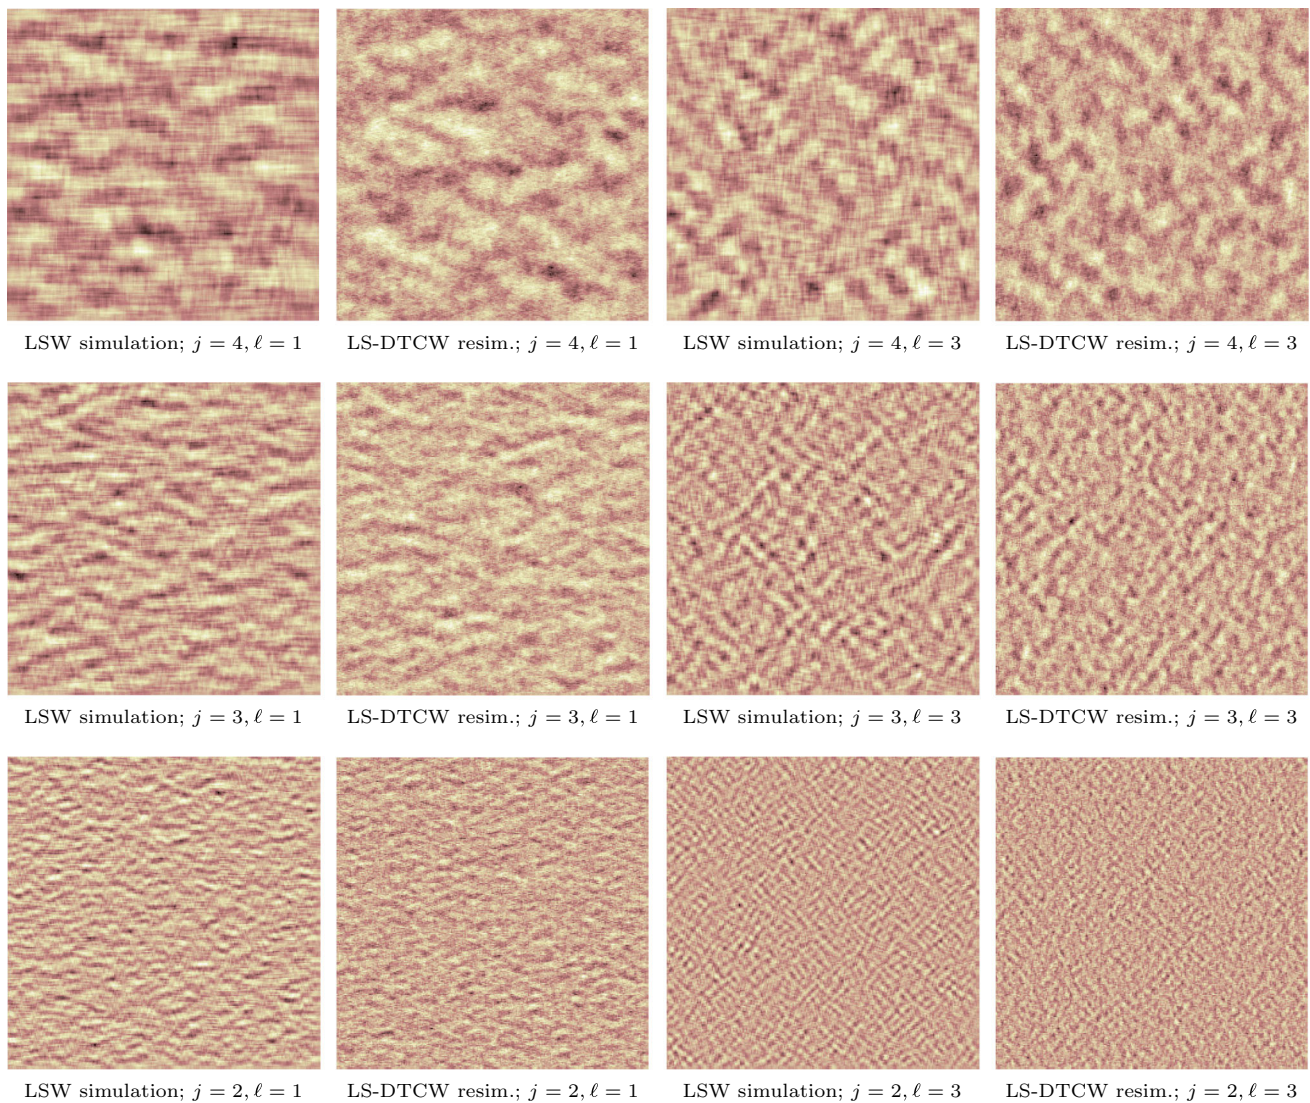 LSW simulation; j = 4, ℓ = 1
LS-DTCW resim.; j = 4, ℓ = 1
LSW simulation; j = 4, ℓ = 3
LS-DTCW resim.; j = 4, ℓ = 3
LSW simulation; j = 3, ℓ = 1
LS-DTCW resim.; j = 3, ℓ = 1
LSW simulation; j = 3, ℓ = 3
LS-DTCW resim.; j = 3, ℓ = 3
LSW simulation; j = 2, ℓ = 1
LS-DTCW resim.; j = 2, ℓ = 1
LSW simulation; j = 2, ℓ = 3
LS-DTCW resim.; j = 2, ℓ = 3